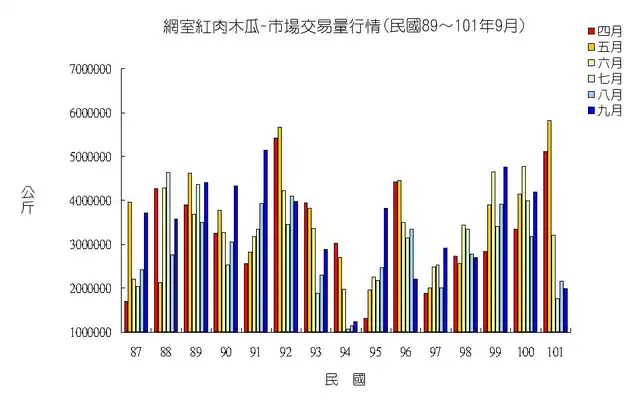 網室紅肉木瓜-市場交易量行情(民國89～101年9月)
四月
五月
六月
七月
八月
九月
7000000
6000000
5000000
4000000
3000000
2000000
1000000
公斤
87 88 89 90 91 92 93 94 95 96 97 98 99 100 101
民 國